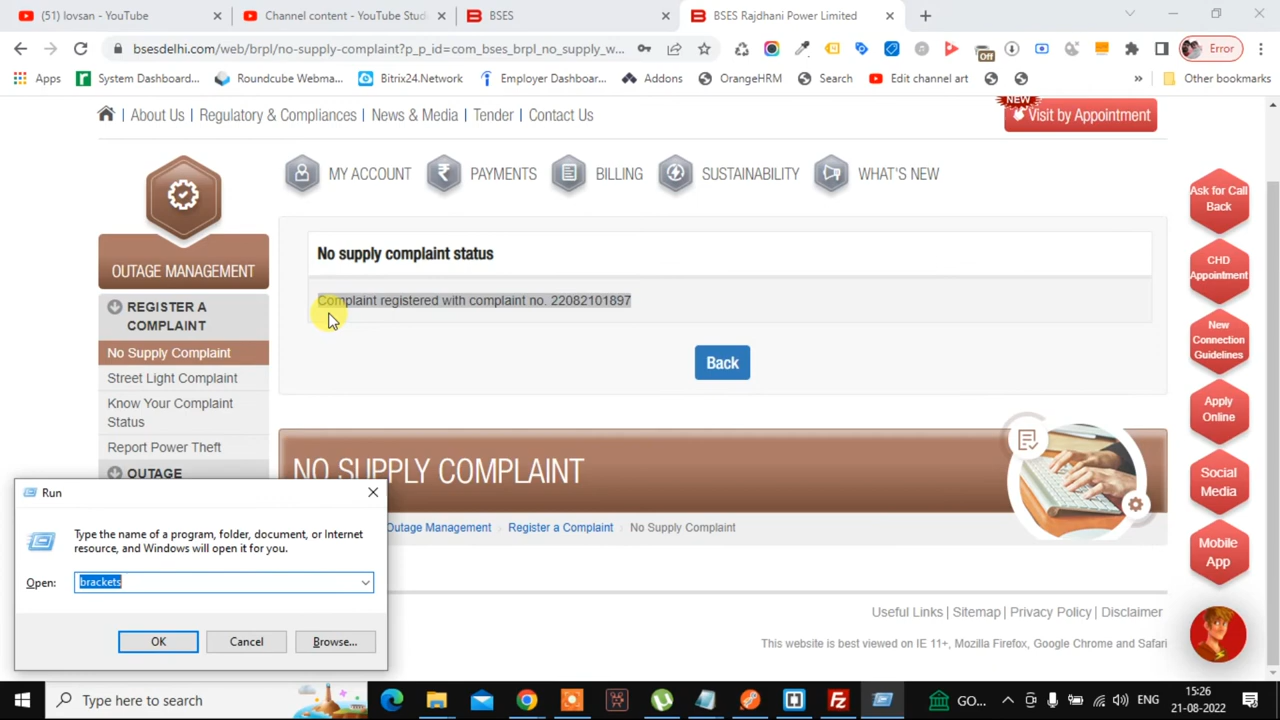 (51) lovsan - YouTube
Channel content - YouTube Stud
BSES
BSES Rajdhani Power Limited
bsesdelhi.com/web/brpl/no-supply-complaint?p_p_id=com_bses_brpl_no_supply_w...
Off
Error
Apps
System Dashboar...
Roundcube Webma...
Bitrix24.Network
Employer Dashboar...
Addons
OrangeHRM
Search
Edit channel art
»
Other bookmarks
About Us | Regulatory & Compliances | News & Media | Tender | Contact Us
NEW
Visit by Appointment
MY ACCOUNT
PAYMENTS
BILLING
SUSTAINABILITY
WHAT'S NEW
OUTAGE MANAGEMENT
REGISTER A
COMPLAINT
No Supply Complaint
Street Light Complaint
Know Your Complaint
Status
Report Power Theft
OUTAGE
No supply complaint status
Complaint registered with complaint no. 22082101897
Back
NO SUPPLY COMPLAINT
Outage Management
Register a Complaint
No Supply Complaint
Ask for Call
Back
CHD
Appointment
New
Connection
Guidelines
Apply
Online
Social
Media
Mobile
App
Useful Links | Sitemap | Privacy Policy | Disclaimer
This website is best viewed on IE 11+, Mozilla Firefox, Google Chrome and Safari
Run
Type the name of a program, folder, document, or Internet
resource, and Windows will open it for you.
Open:
brackets
OK
Cancel
Browse...
Type here to search
GO...
ENG
15:26
21-08-2022